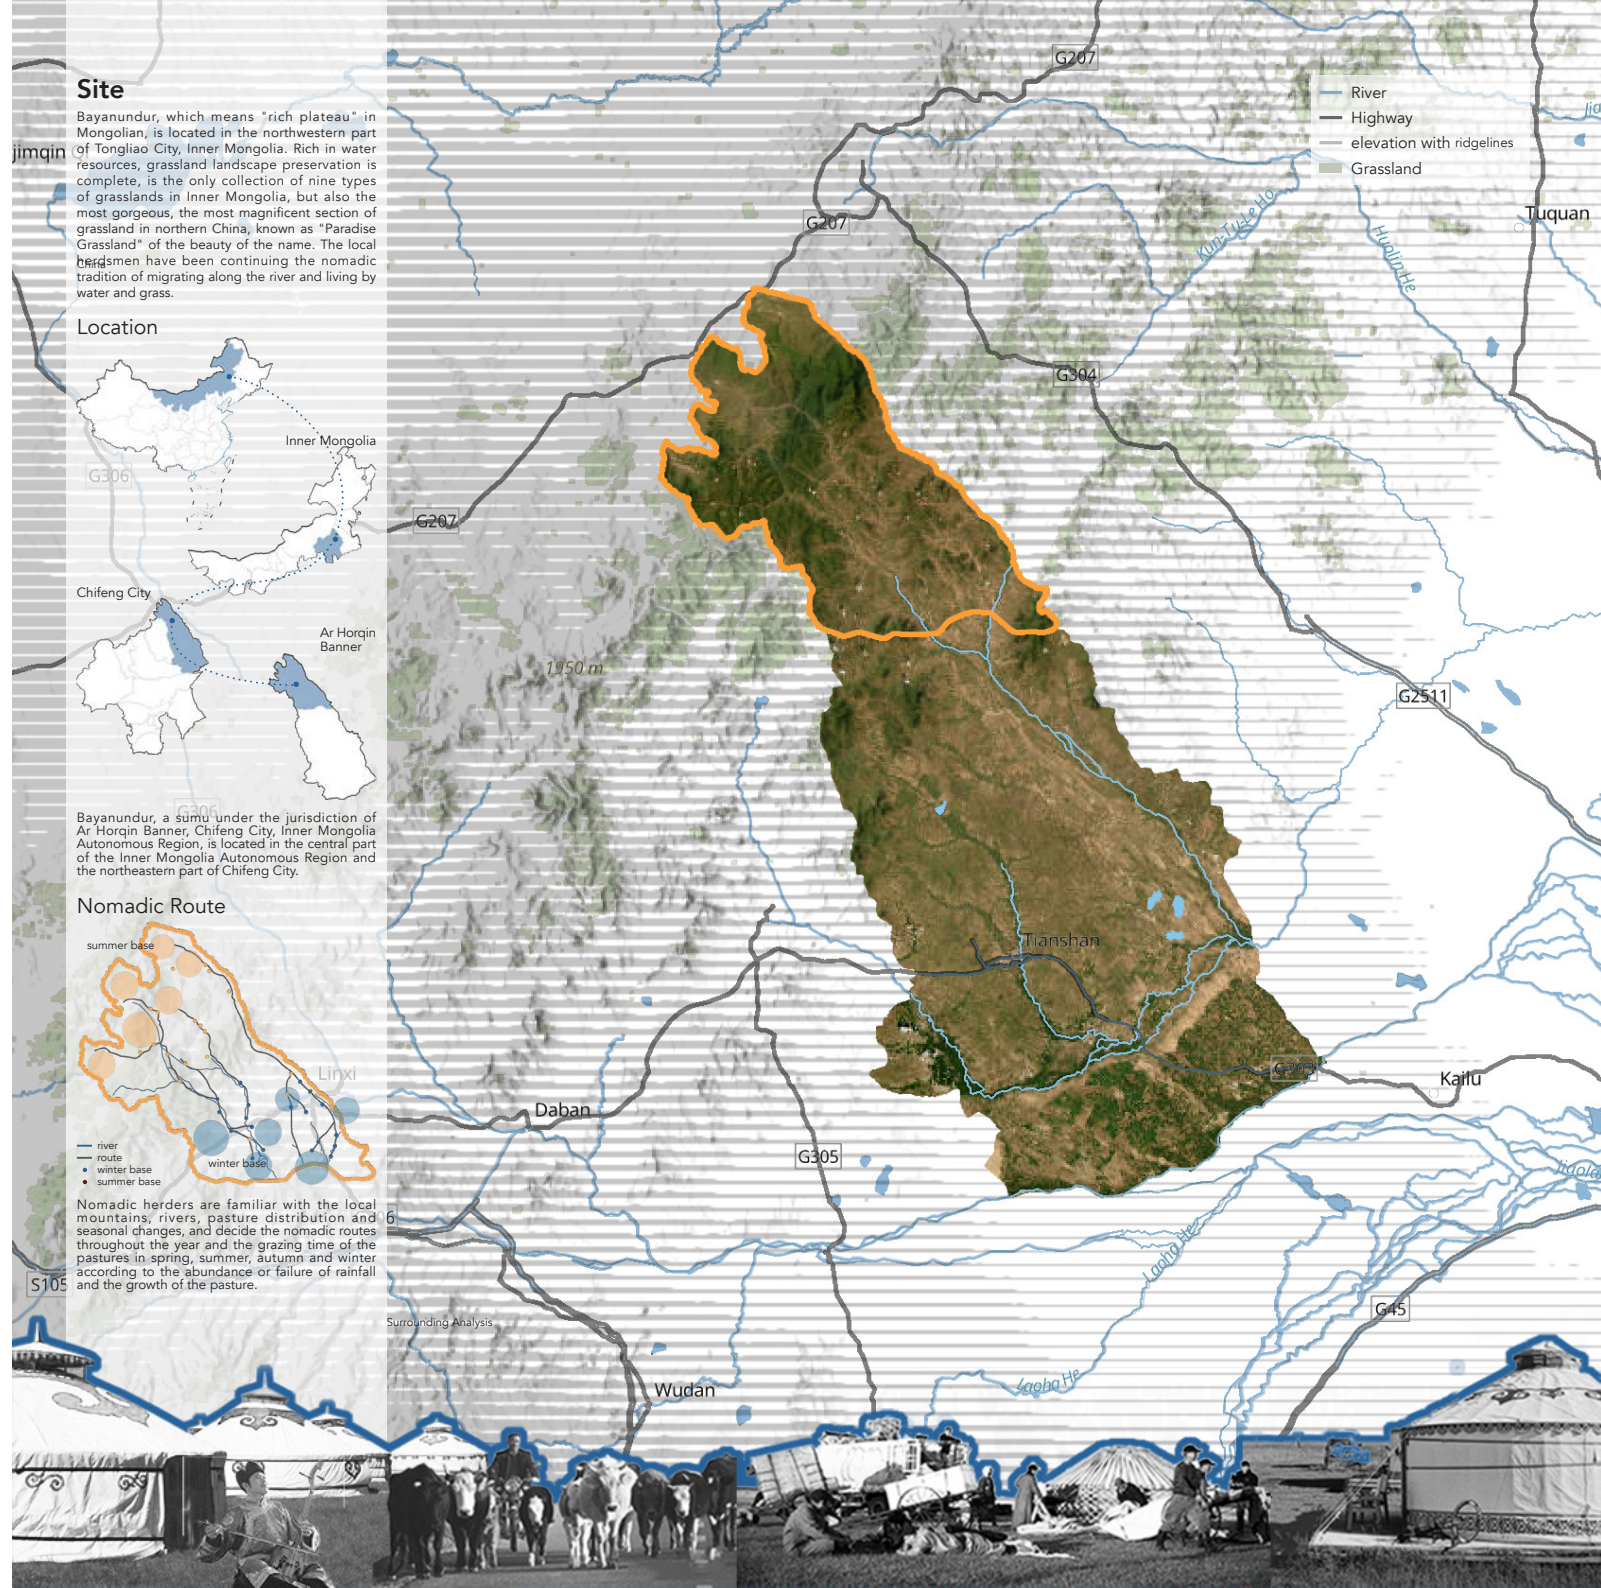 Site
Bayanundur, which means "rich plateau" in
Mongolian, is located in the northwestern part
of Tongliao City, Inner Mongolia. Rich in water
resources, grassland landscape preservation is
complete, is the only collection of nine types
of grasslands in Inner Mongolia, but also the
most gorgeous, the most magnificent section of
grassland in northern China, known as "Paradise
Grassland" of the beauty of the name. The local
herdsmen have been continuing the nomadic
tradition of migrating along the river and living by
water and grass.
Location
China
Inner Mongolia
Chifeng City
Ar Horqin
Banner
Bayanundur, a sumu under the jurisdiction of
Ar Horqin Banner, Chifeng City, Inner Mongolia
Autonomous Region, is located in the central part
of the Inner Mongolia Autonomous Region and
the northeastern part of Chifeng City.
Nomadic Route
summer base
winter base
river
route
winter base
summer base
Nomadic herders are familiar with the local
mountains, rivers, pasture distribution and
seasonal changes, and decide the nomadic routes
throughout the year and the grazing time of the
pastures in spring, summer, autumn and winter
according to the abundance or failure of rainfall
and the growth of the pasture.
Surrounding Analysis
River
Highway
elevation with ridgelines
Grassland
jimqin
G207
G207
Tuquan
Kun-Tu-Le Ho
Huolin He
G304
G306
G207
1950 m
G2511
G306
Tianshan
Linxi
G303
Kailu
Daban
G305
Laoha He
S105
G45
Wudan
Laoha He